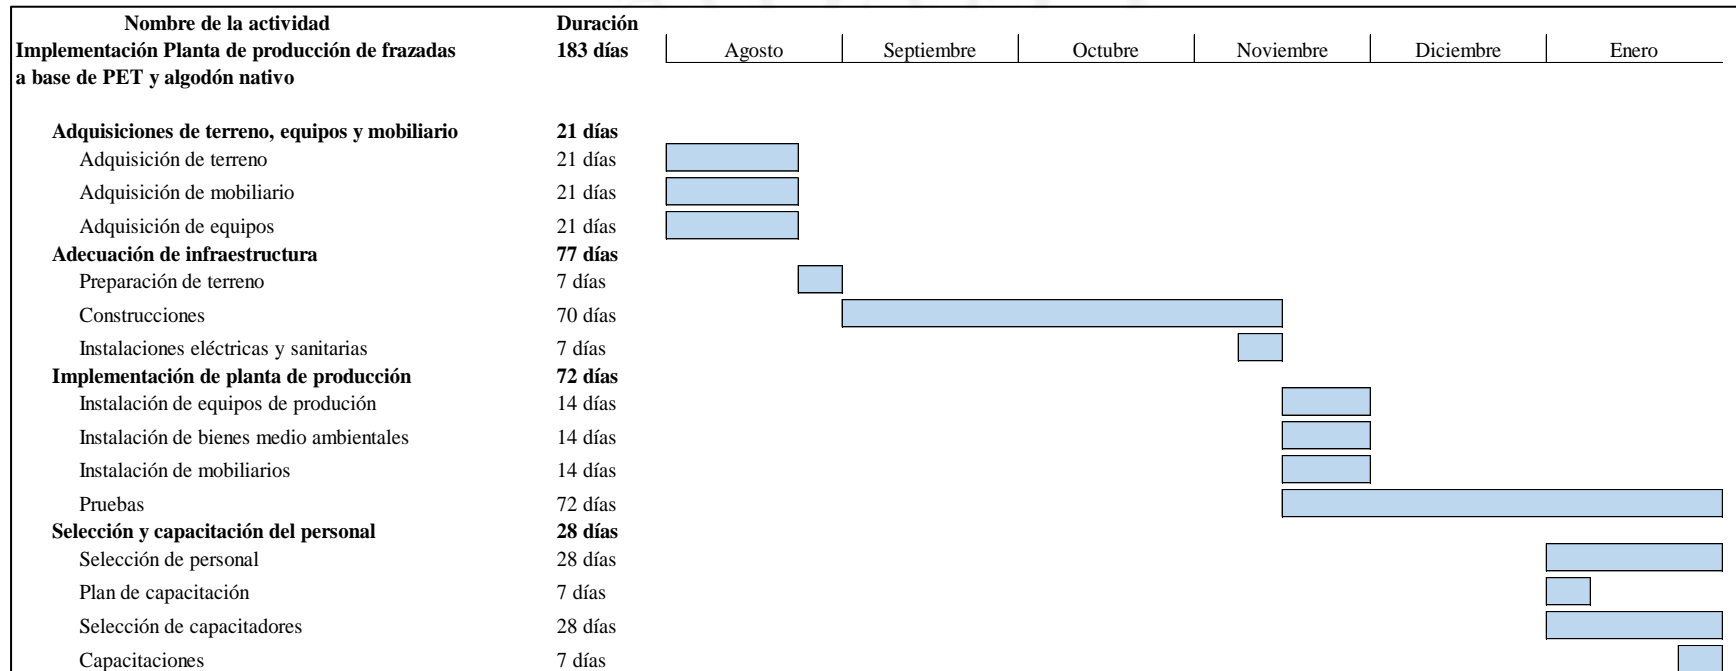 Nombre de la actividad Duración
Implementación Planta de producción de frazadas 183 días Agosto Septiembre Octubre Noviembre Diciembre Enero
a base de PET y algodón nativo
Adquisiciones de terreno, equipos y mobiliario 21 días
Adquisición de terreno 21 días
Adquisición de mobiliario 21 días
Adquisición de equipos 21 días
Adecuación de infraestructura 77 días
Preparación de terreno 7 días
Construcciones 70 días
Instalaciones eléctricas y sanitarias 7 días
Implementación de planta de producción 72 días
Instalación de equipos de produción 14 días
Instalación de bienes medio ambientales 14 días
Instalación de mobiliarios 14 días
Pruebas 72 días
Selección y capacitación del personal 28 días
Selección de personal 28 días
Plan de capacitación 7 días
Selección de capacitadores 28 días
Capacitaciones 7 días